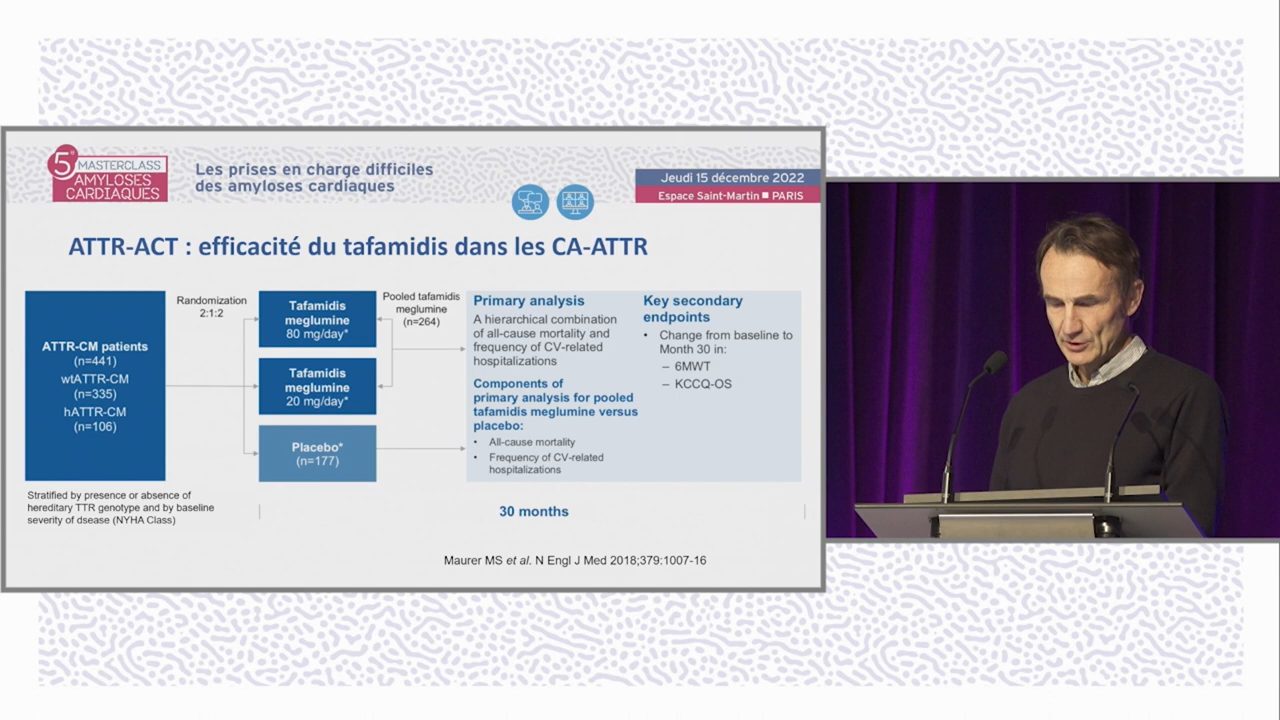 5e MASTERCLASS
AMYLOSES
CARDIAQUES
Les prises en charge difficiles
des amyloses cardiaques
Jeudi 15 décembre 2022
Espace Saint-Martin ■ PARIS
ATTR-ACT : efficacité du tafamidis dans les CA-ATTR
ATTR-CM patients
(n=441)
wtATTR-CM
(n=335)
hATTR-CM
(n=106)
Stratified by presence or absence of
hereditary TTR genotype and by baseline
severity of dsease (NYHA Class)
Randomization
2:1:2
Tafamidis
meglumine
80 mg/day*
Tafamidis
meglumine
20 mg/day*
Placebo*
(n=177)
Pooled tafamidis
meglumine
(n=264)
Primary analysis
A hierarchical combination
of all-cause mortality and
frequency of CV-related
hospitalizations
Components of
primary analysis for pooled
tafamidis meglumine versus
placebo:
• All-cause mortality
• Frequency of CV-related
hospitalizations
Key secondary
endpoints
• Change from baseline to
Month 30 in:
– 6MWT
– KCCQ-OS
30 months
Maurer MS et al. N Engl J Med 2018;379:1007-16